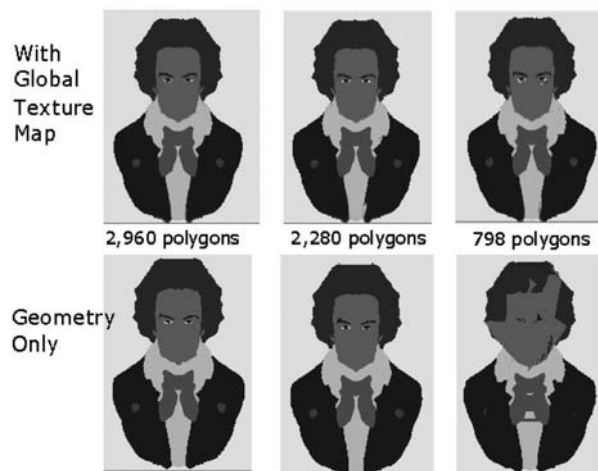 With
Global
Texture
Map
2,960 polygons
2,280 polygons
798 polygons
Geometry
Only